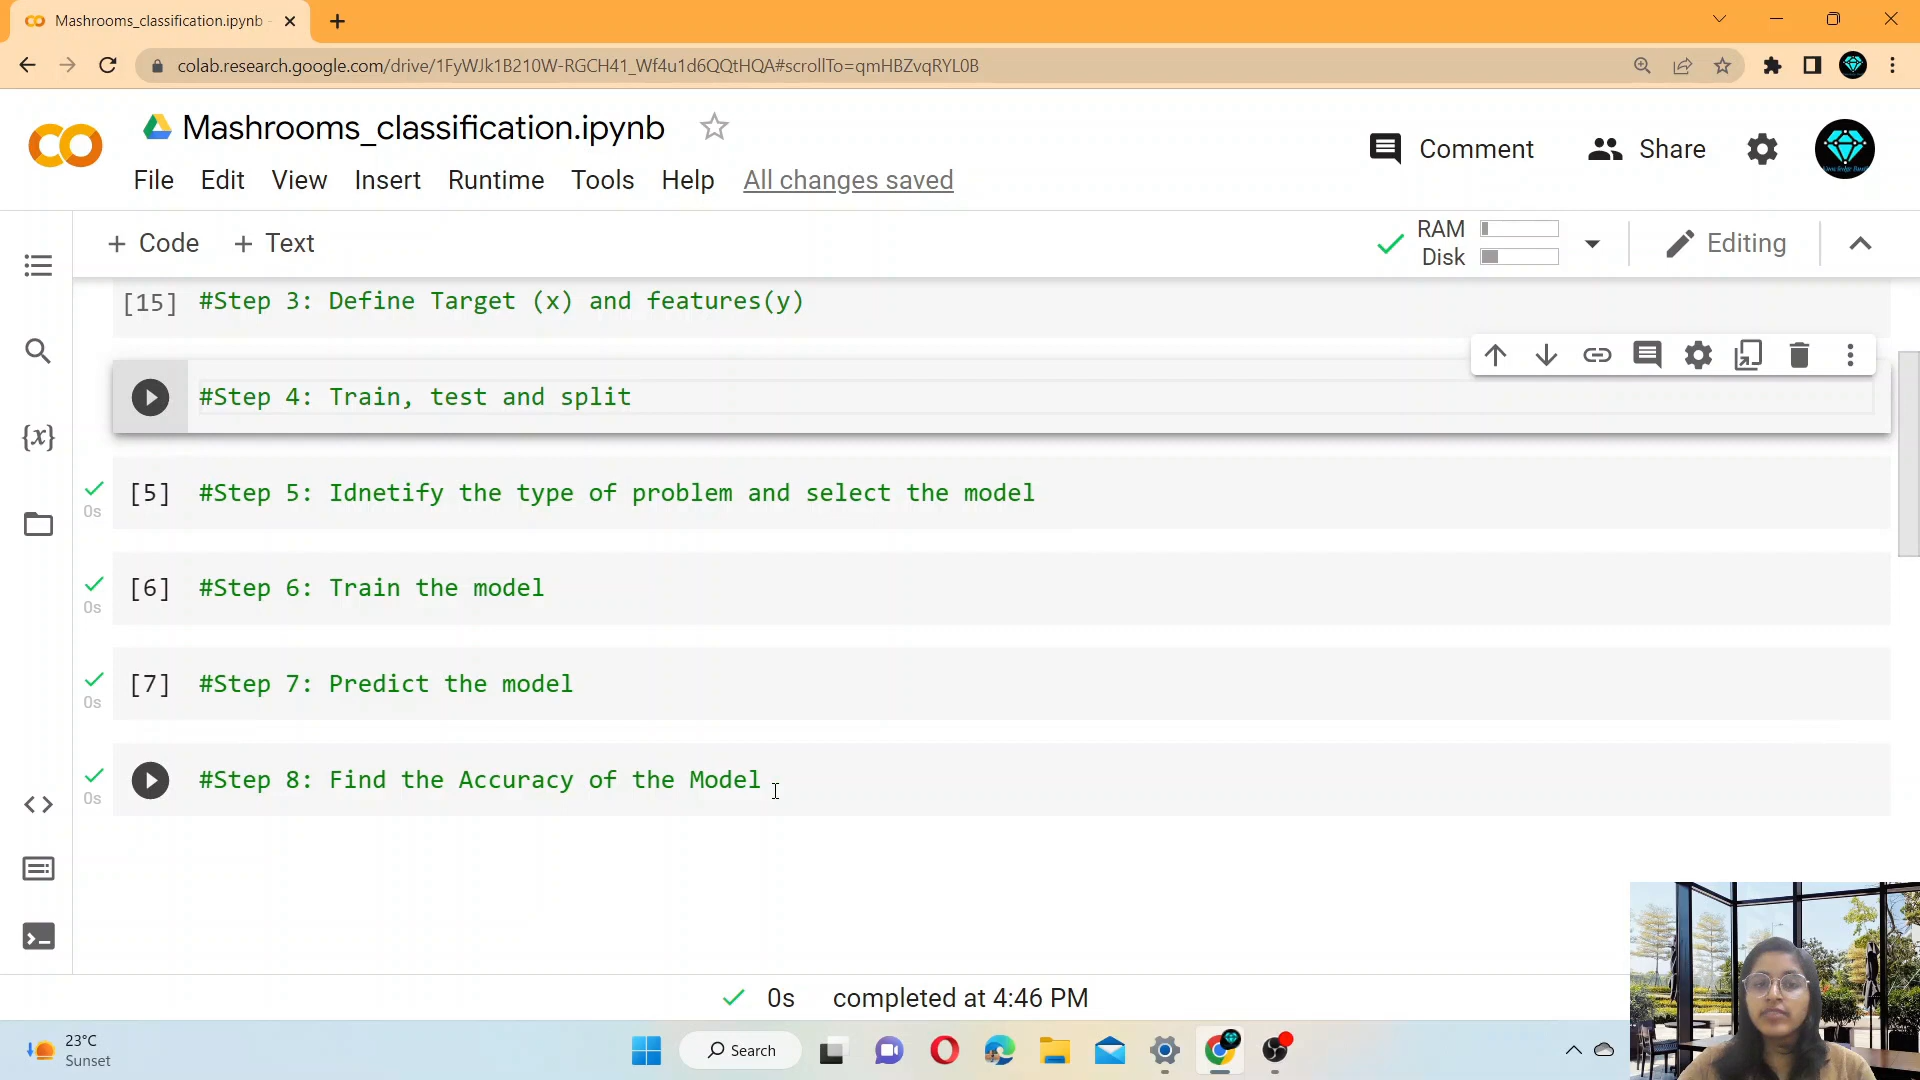 Mashrooms_classification.ipynb -
colab.research.google.com/drive/1FyWJk1B210W-RGCH41_Wf4u1d6QQtHQA#scrollTo=qmHBZvqRYL0B
Mashrooms_classification.ipynb
Comment
Share
File Edit View Insert Runtime Tools Help All changes saved
+ Code + Text
RAM
Disk
Editing
[15] #Step 3: Define Target (x) and features(y)
#Step 4: Train, test and split
{x}
[5] #Step 5: Idnetify the type of problem and select the model
0s
[6] #Step 6: Train the model
0s
[7] #Step 7: Predict the model
0s
#Step 8: Find the Accuracy of the Model
0s
0s completed at 4:46 PM
23°C
Sunset
Search